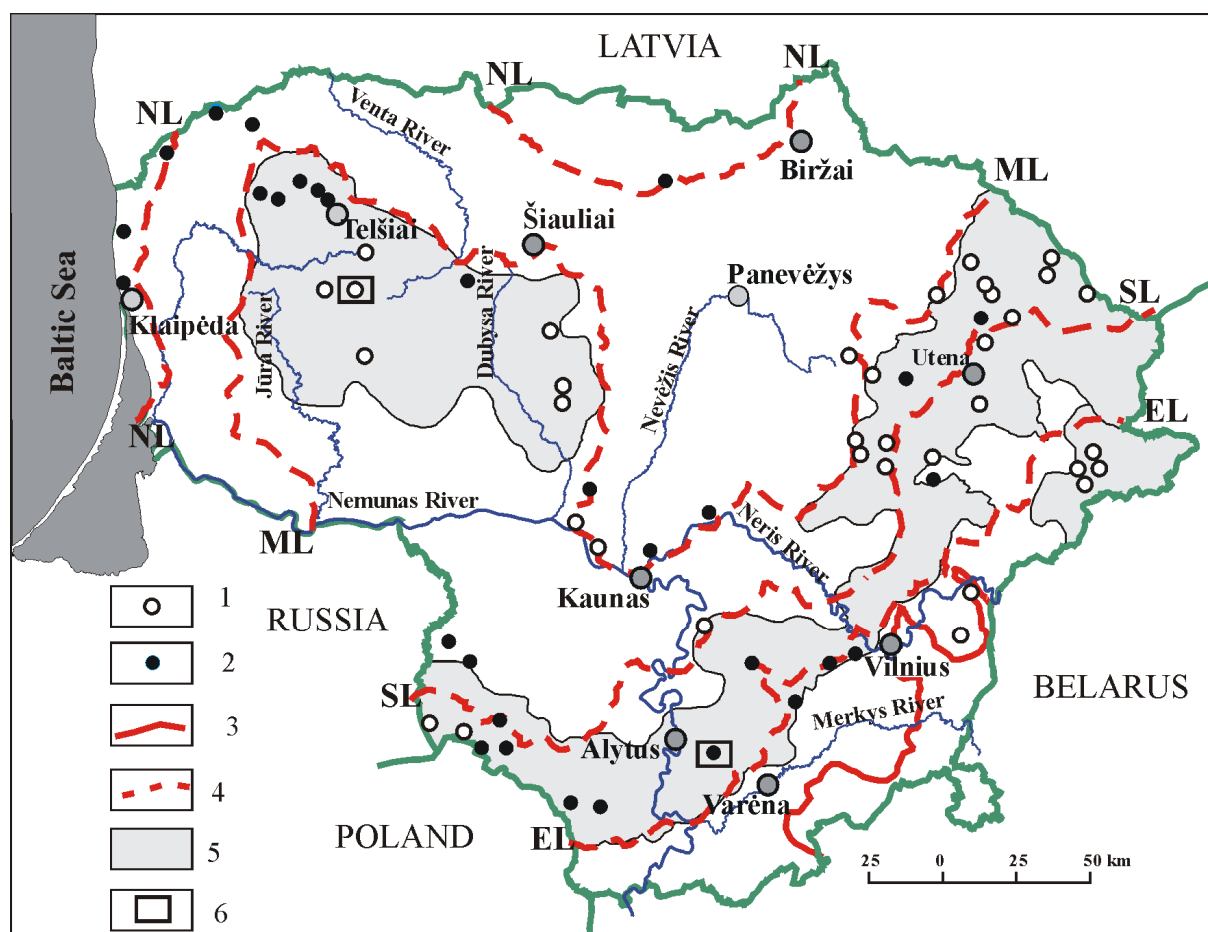 LATVIA
NL
NL
NL
Venta River
Biržai
ML
Šiauliai
Telšiai
Panevėžys
SL
Baltic Sea
Klaipėda
Jūra River
Dubysa River
Nevėžis River
Utena
EL
NL
Nemunas River
ML
Neris River
Kaunas
1
RUSSIA
2
Vilnius
BELARUS
SL
Merkys River
3
Alytus
4
Varėna
POLAND
EL
5
25 0 25 50 km
6